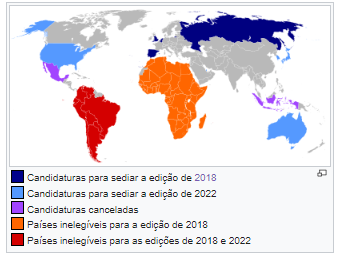 Candidaturas para sediar a edição de 2018
Candidaturas para sediar a edição de 2022
Candidaturas canceladas
Países inelegíveis para a edição de 2018
Países inelegíveis para as edições de 2018 e 2022